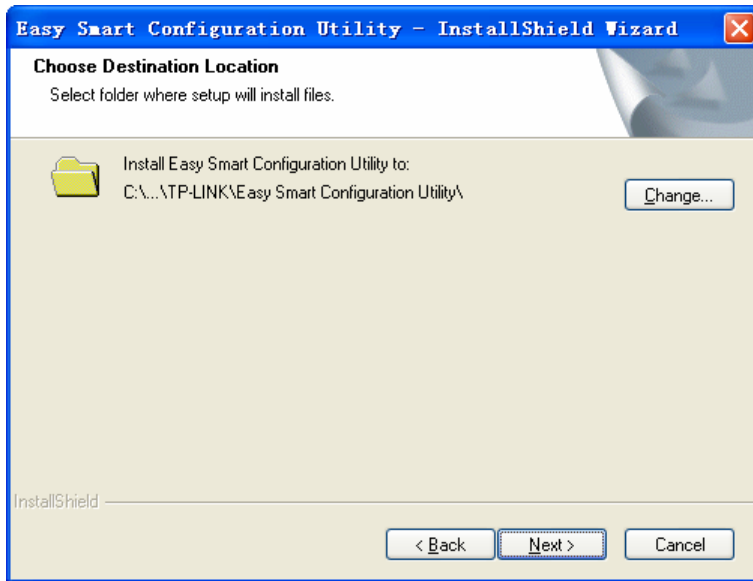 Easy Smart Configuration Utility - InstallShield Wizard
Choose Destination Location
Select folder where setup will install files.
Install Easy Smart Configuration Utility to:
C:\...\TP-LINK\Easy Smart Configuration Utility\
Change...
InstallShield
< Back
Next >
Cancel